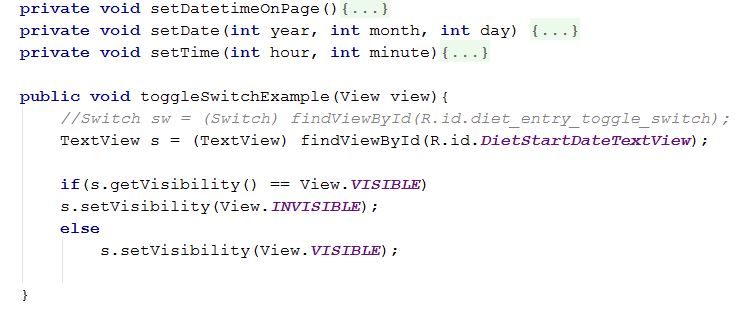 private void setDatetimeOnPage(){...}
private void setDate(int year, int month, int day) {...}
private void setTime(int hour, int minute){...}
public void toggleSwitchExample(View view){
//Switch sw = (Switch) findViewById(R.id.diet_entry_toggle_switch);
TextView s = (TextView) findViewById(R.id.DietStartDateTextView);
if(s.getVisibility() == View.VISIBLE)
s.setVisibility(View.INVISIBLE);
else
s.setVisibility(View.VISIBLE);
}